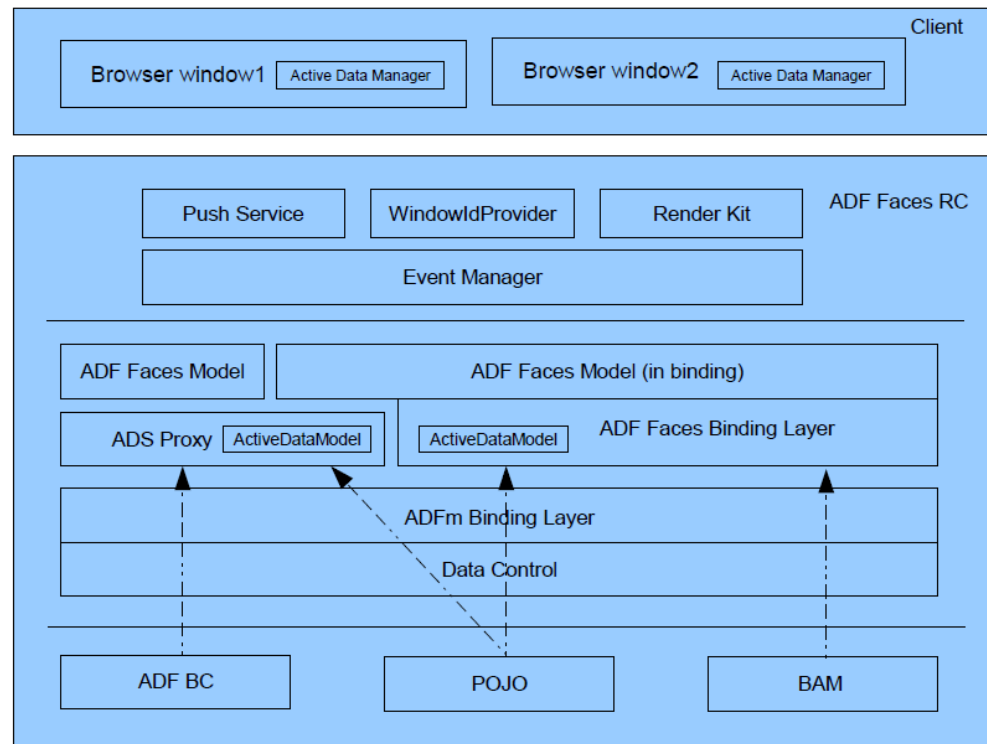 Client
Browser window1
Active Data Manager
Browser window2
Active Data Manager
ADF Faces RC
Push Service
WindowIdProvider
Render Kit
Event Manager
ADF Faces Model
ADF Faces Model (in binding)
ADS Proxy
ActiveDataModel
ActiveDataModel
ADF Faces Binding Layer
ADFm Binding Layer
Data Control
ADF BC
POJO
BAM